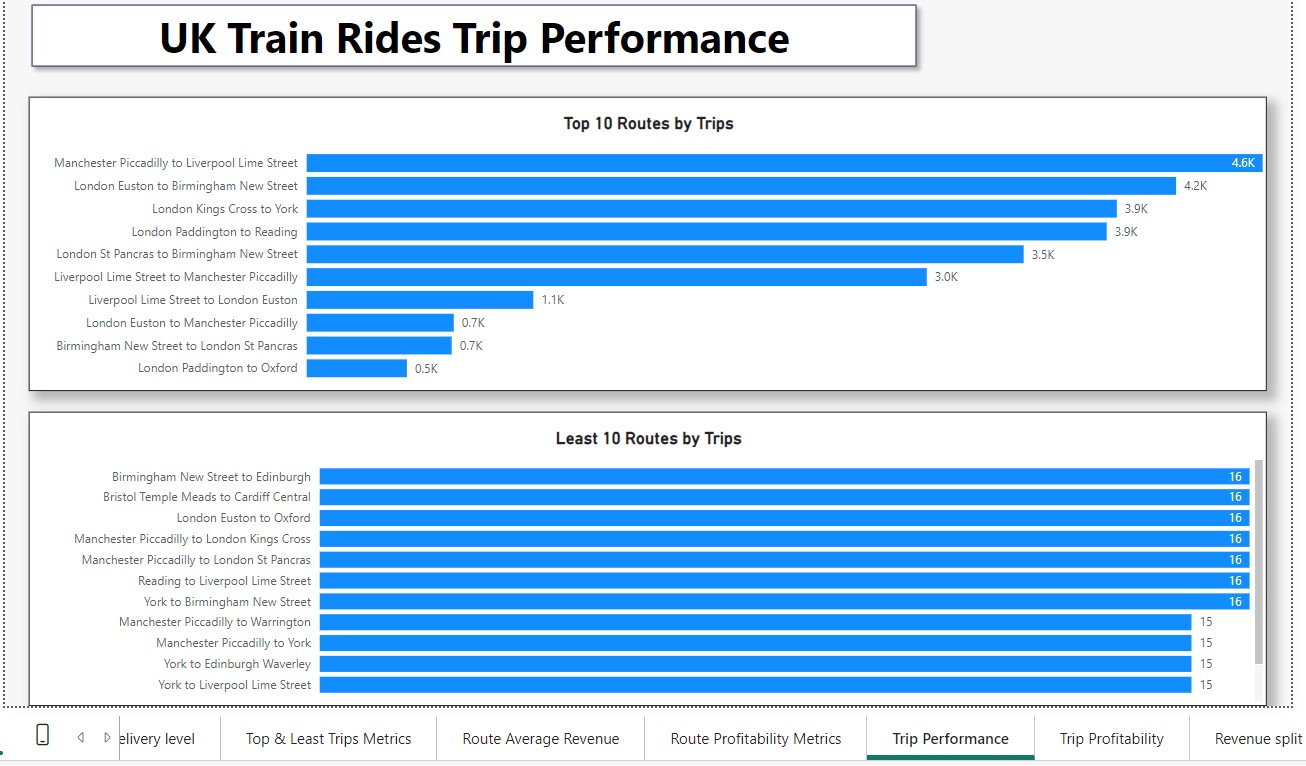 UK Train Rides Trip Performance
Top 10 Routes by Trips
Manchester Piccadilly to Liverpool Lime Street 4.6K
London Euston to Birmingham New Street 4.2K
London Kings Cross to York 3.9K
London Paddington to Reading 3.9K
London St Pancras to Birmingham New Street 3.5K
Liverpool Lime Street to Manchester Piccadilly 3.0K
Liverpool Lime Street to London Euston 1.1K
London Euston to Manchester Piccadilly 0.7K
Birmingham New Street to London St Pancras 0.7K
London Paddington to Oxford 0.5K
Least 10 Routes by Trips
Birmingham New Street to Edinburgh 16
Bristol Temple Meads to Cardiff Central 16
London Euston to Oxford 16
Manchester Piccadilly to London Kings Cross 16
Manchester Piccadilly to London St Pancras 16
Reading to Liverpool Lime Street 16
York to Birmingham New Street 16
Manchester Piccadilly to Warrington 15
Manchester Piccadilly to York 15
York to Edinburgh Waverley 15
York to Liverpool Lime Street 15
elivery level Top & Least Trips Metrics Route Average Revenue Route Profitability Metrics Trip Performance Trip Profitability Revenue split